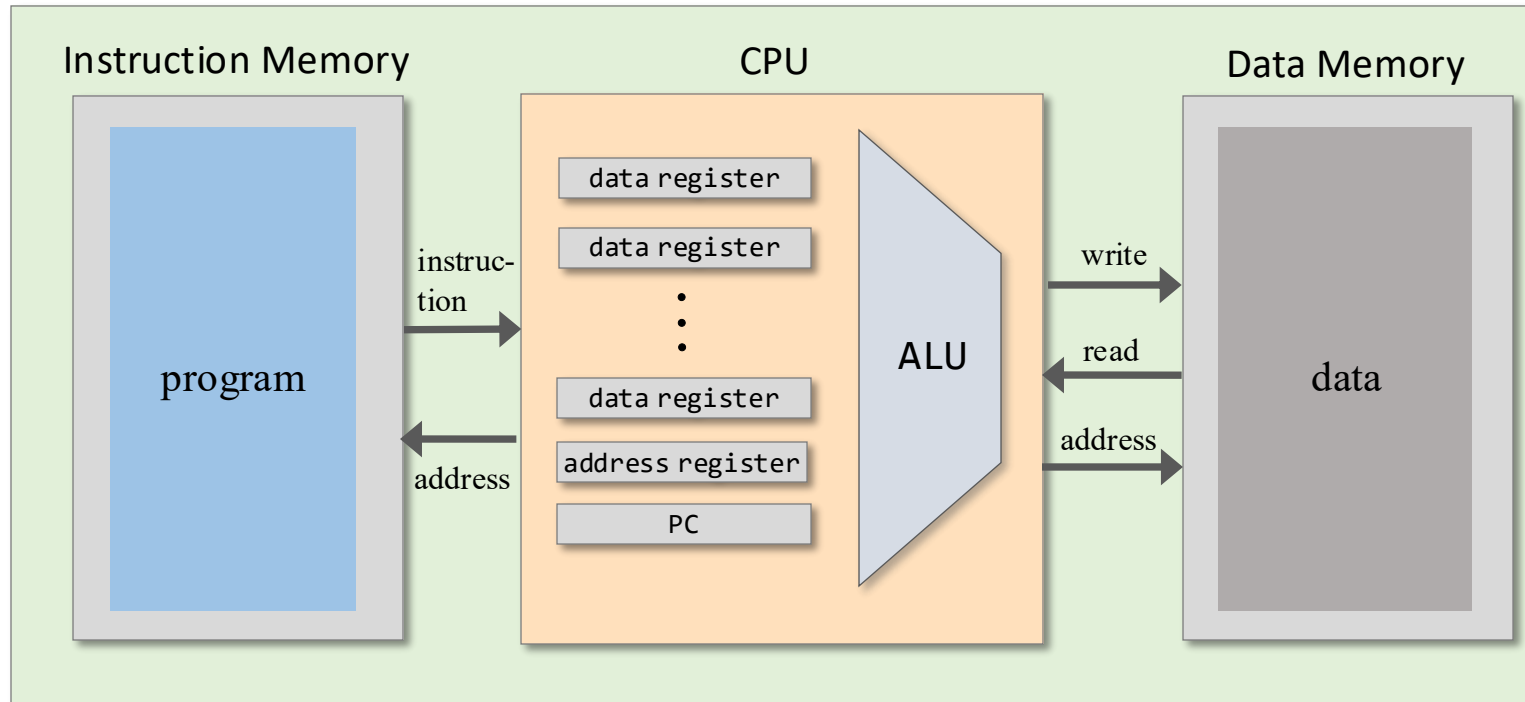 Instruction Memory
CPU
Data Memory
program
instruc-
tion
address
data register
data register
data register
address register
PC
ALU
write
read
address
data